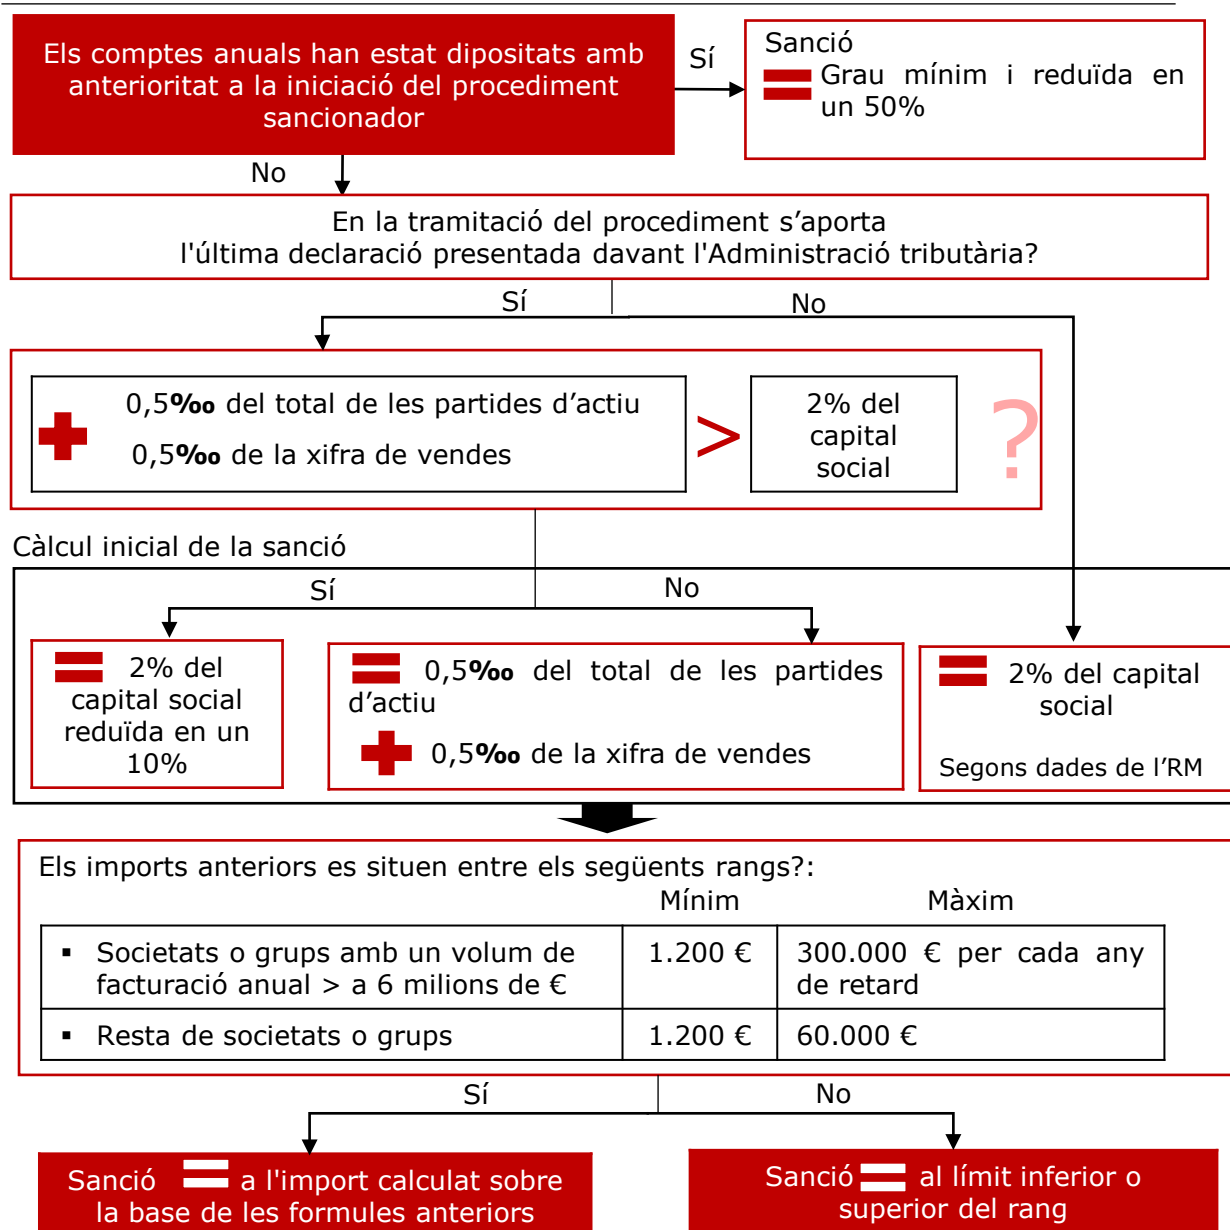 Els comptes anuals han estat dipositats amb
anterioritat a la iniciació del procediment
sancionador
Sí
Sanció
= Grau mínim i reduïda en
un 50%
No
En la tramitació del procediment s’aporta
l'última declaració presentada davant l'Administració tributària?
Sí
No
+ 0,5‰ del total de les partides d’actiu
0,5‰ de la xifra de vendes
>
2% del
capital
social
?
Càlcul inicial de la sanció
Sí
No
= 2% del
capital social
reduïda en un
10%
= 0,5‰ del total de les partides
d’actiu
+ 0,5‰ de la xifra de vendes
= 2% del capital
social
Segons dades de l’RM
Els imports anteriors es situen entre els següents rangs?:
Mínim Màxim
▪ Societats o grups amb un volum de
facturació anual > a 6 milions de €
1.200 €
300.000 € per cada any
de retard
▪ Resta de societats o grups
1.200 €
60.000 €
Sí
No
Sanció = a l'import calculat sobre
la base de les formules anteriors
Sanció = al límit inferior o
superior del rang